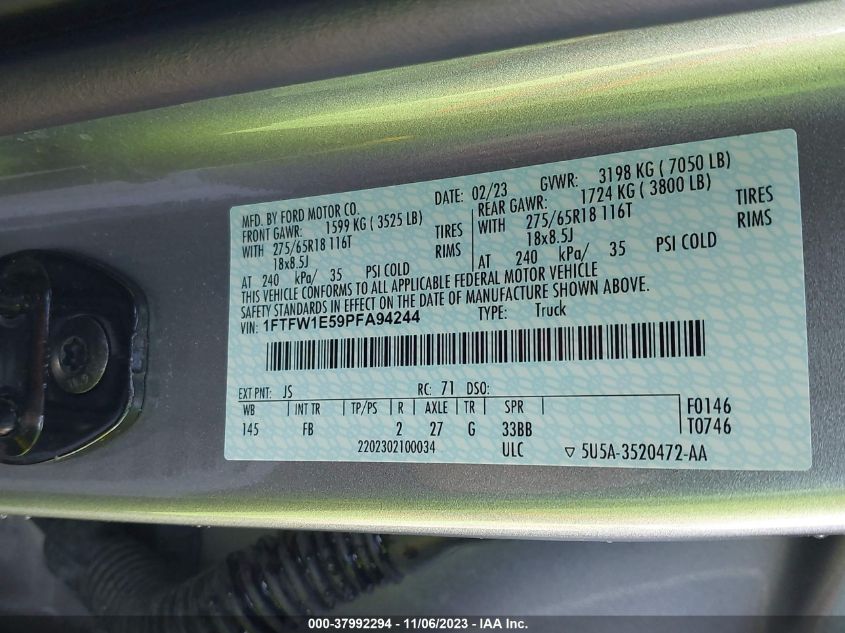 MFD. BY FORD MOTOR CO.
DATE: 02/23 GVWR: 3198 KG ( 7050 LB)
FRONT GAWR: 1599 KG ( 3525 LB) REAR GAWR: 1724 KG ( 3800 LB)
WITH 275/65R18 116T TIRES WITH 275/65R18 116T TIRES
18x8.5J RIMS 18x8.5J RIMS
AT 240 kPa/ 35 PSI COLD AT 240 kPa/ 35 PSI COLD
THIS VEHICLE CONFORMS TO ALL APPLICABLE FEDERAL MOTOR VEHICLE
SAFETY STANDARDS IN EFFECT ON THE DATE OF MANUFACTURE SHOWN ABOVE.
VIN: 1FTFW1E59PFA94244 TYPE: Truck
EXT PNT: JS RC: 71 DSO:
WB INT TR TP/PS R AXLE TR SPR F0146
145 FB 2 27 G 33BB T0746
2202302100034 ULC 5U5A-3520472-AA
000-37992294 - 11/06/2023 - IAA Inc.